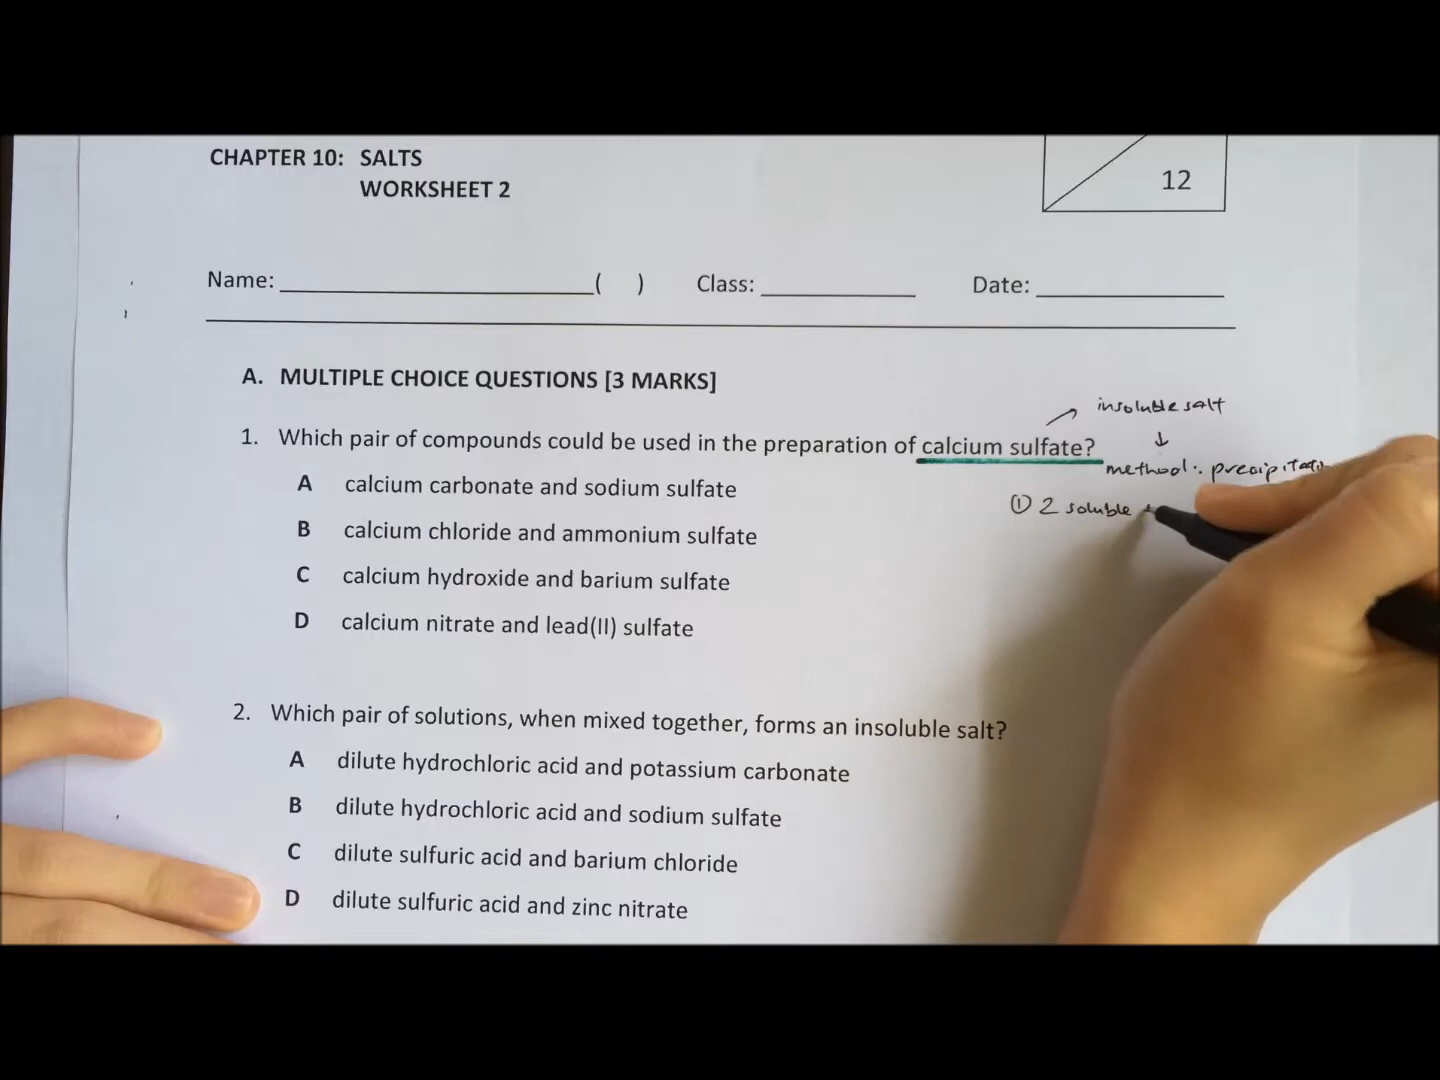 CHAPTER 10: SALTS
WORKSHEET 2
12
Name: ( ) Class: Date:
A. MULTIPLE CHOICE QUESTIONS [3 MARKS]
insoluble salt
1. Which pair of compounds could be used in the preparation of calcium sulfate?
method: 
① 2 soluble
A calcium carbonate and sodium sulfate
B calcium chloride and ammonium sulfate
C calcium hydroxide and barium sulfate
D calcium nitrate and lead(II) sulfate
2. Which pair of solutions, when mixed together, forms an insoluble salt?
A dilute hydrochloric acid and potassium carbonate
B dilute hydrochloric acid and sodium sulfate
C dilute sulfuric acid and barium chloride
D dilute sulfuric acid and zinc nitrate